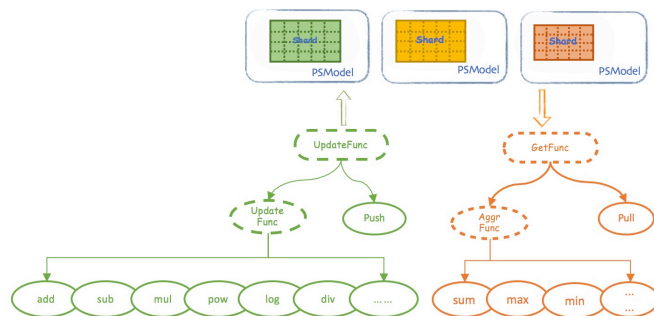 Shard
PSModel
Shard
PSModel
Shard
PSModel
UpdateFunc
GetFunc
Update
Func
Push
Aggr
Func
Pull
add
sub
mul
pow
log
div
... ...
sum
max
min
...
...